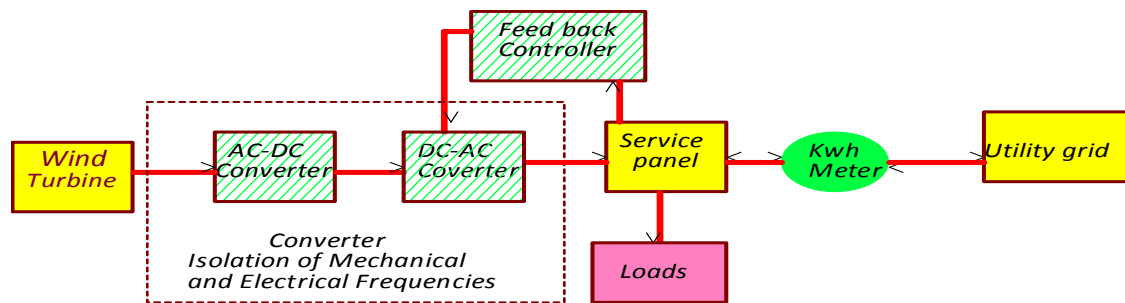 Feed back
Controller
Wind
Turbine
AC-DC
Converter
DC-AC
Coverter
Service
panel
Kwh
Meter
Utility grid
Converter
Isolation of Mechanical
and Electrical Frequencies
Loads